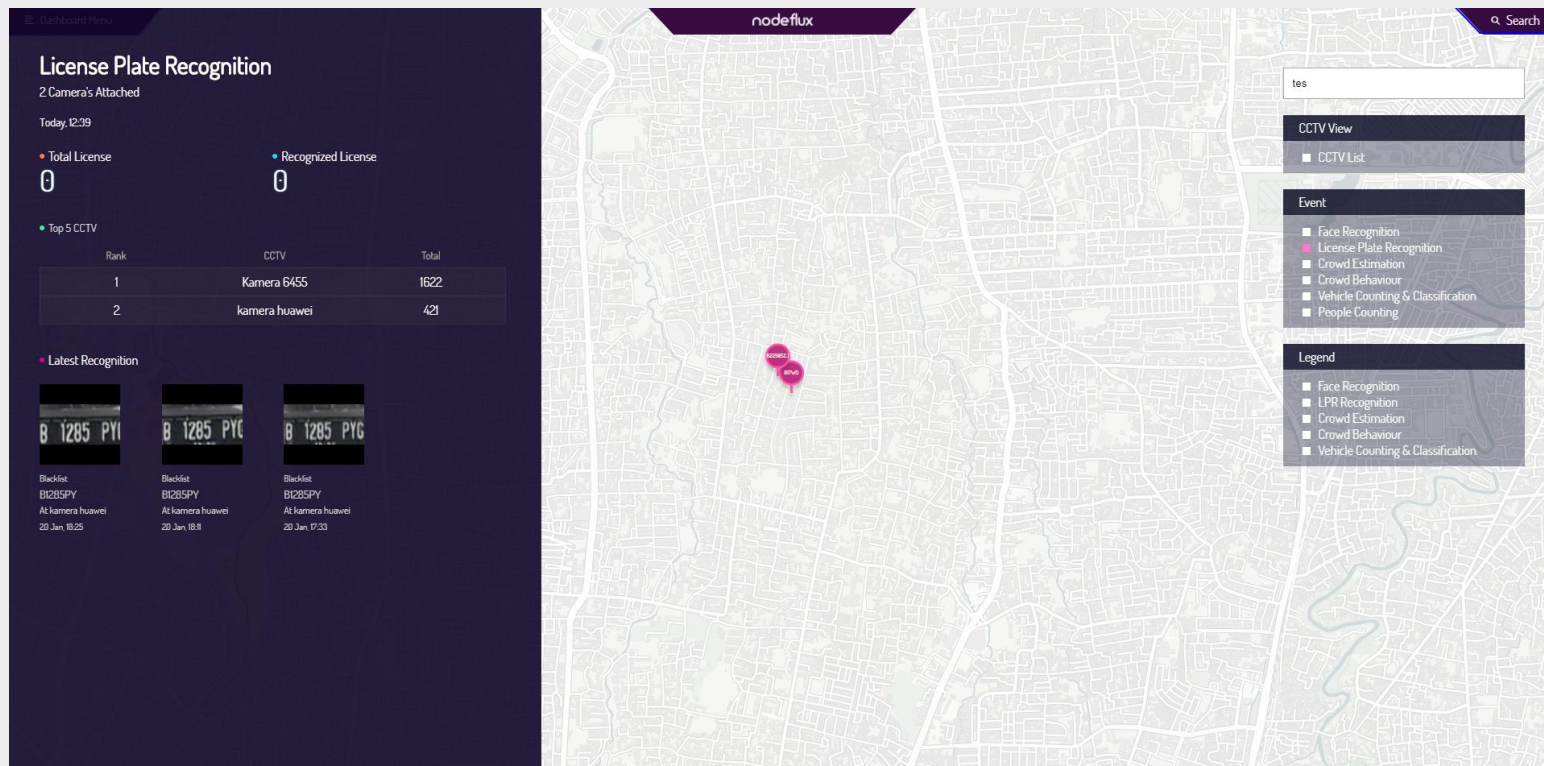 Dashboard Menu
nodeflux
Search
License Plate Recognition
2 Camera's Attached
Today, 12:39
Total License
0
Recognized License
0
Top 5 CCTV
Rank CCTV Total
1 Kamera 6455 1622
2 kamera huawei 421
Latest Recognition
B 1285 PY
B 1285 PYG
B 1285 PYG
Blacklist
B1285PY
At kamera huawei
20 Jan, 18:25
Blacklist
B1285PY
At kamera huawei
20 Jan, 18:11
Blacklist
B1285PY
At kamera huawei
20 Jan, 17:33
tes
CCTV View
CCTV List
Event
Face Recognition
License Plate Recognition
Crowd Estimation
Crowd Behaviour
Vehicle Counting & Classification
People Counting
Legend
Face Recognition
LPR Recognition
Crowd Estimation
Crowd Behaviour
Vehicle Counting & Classification